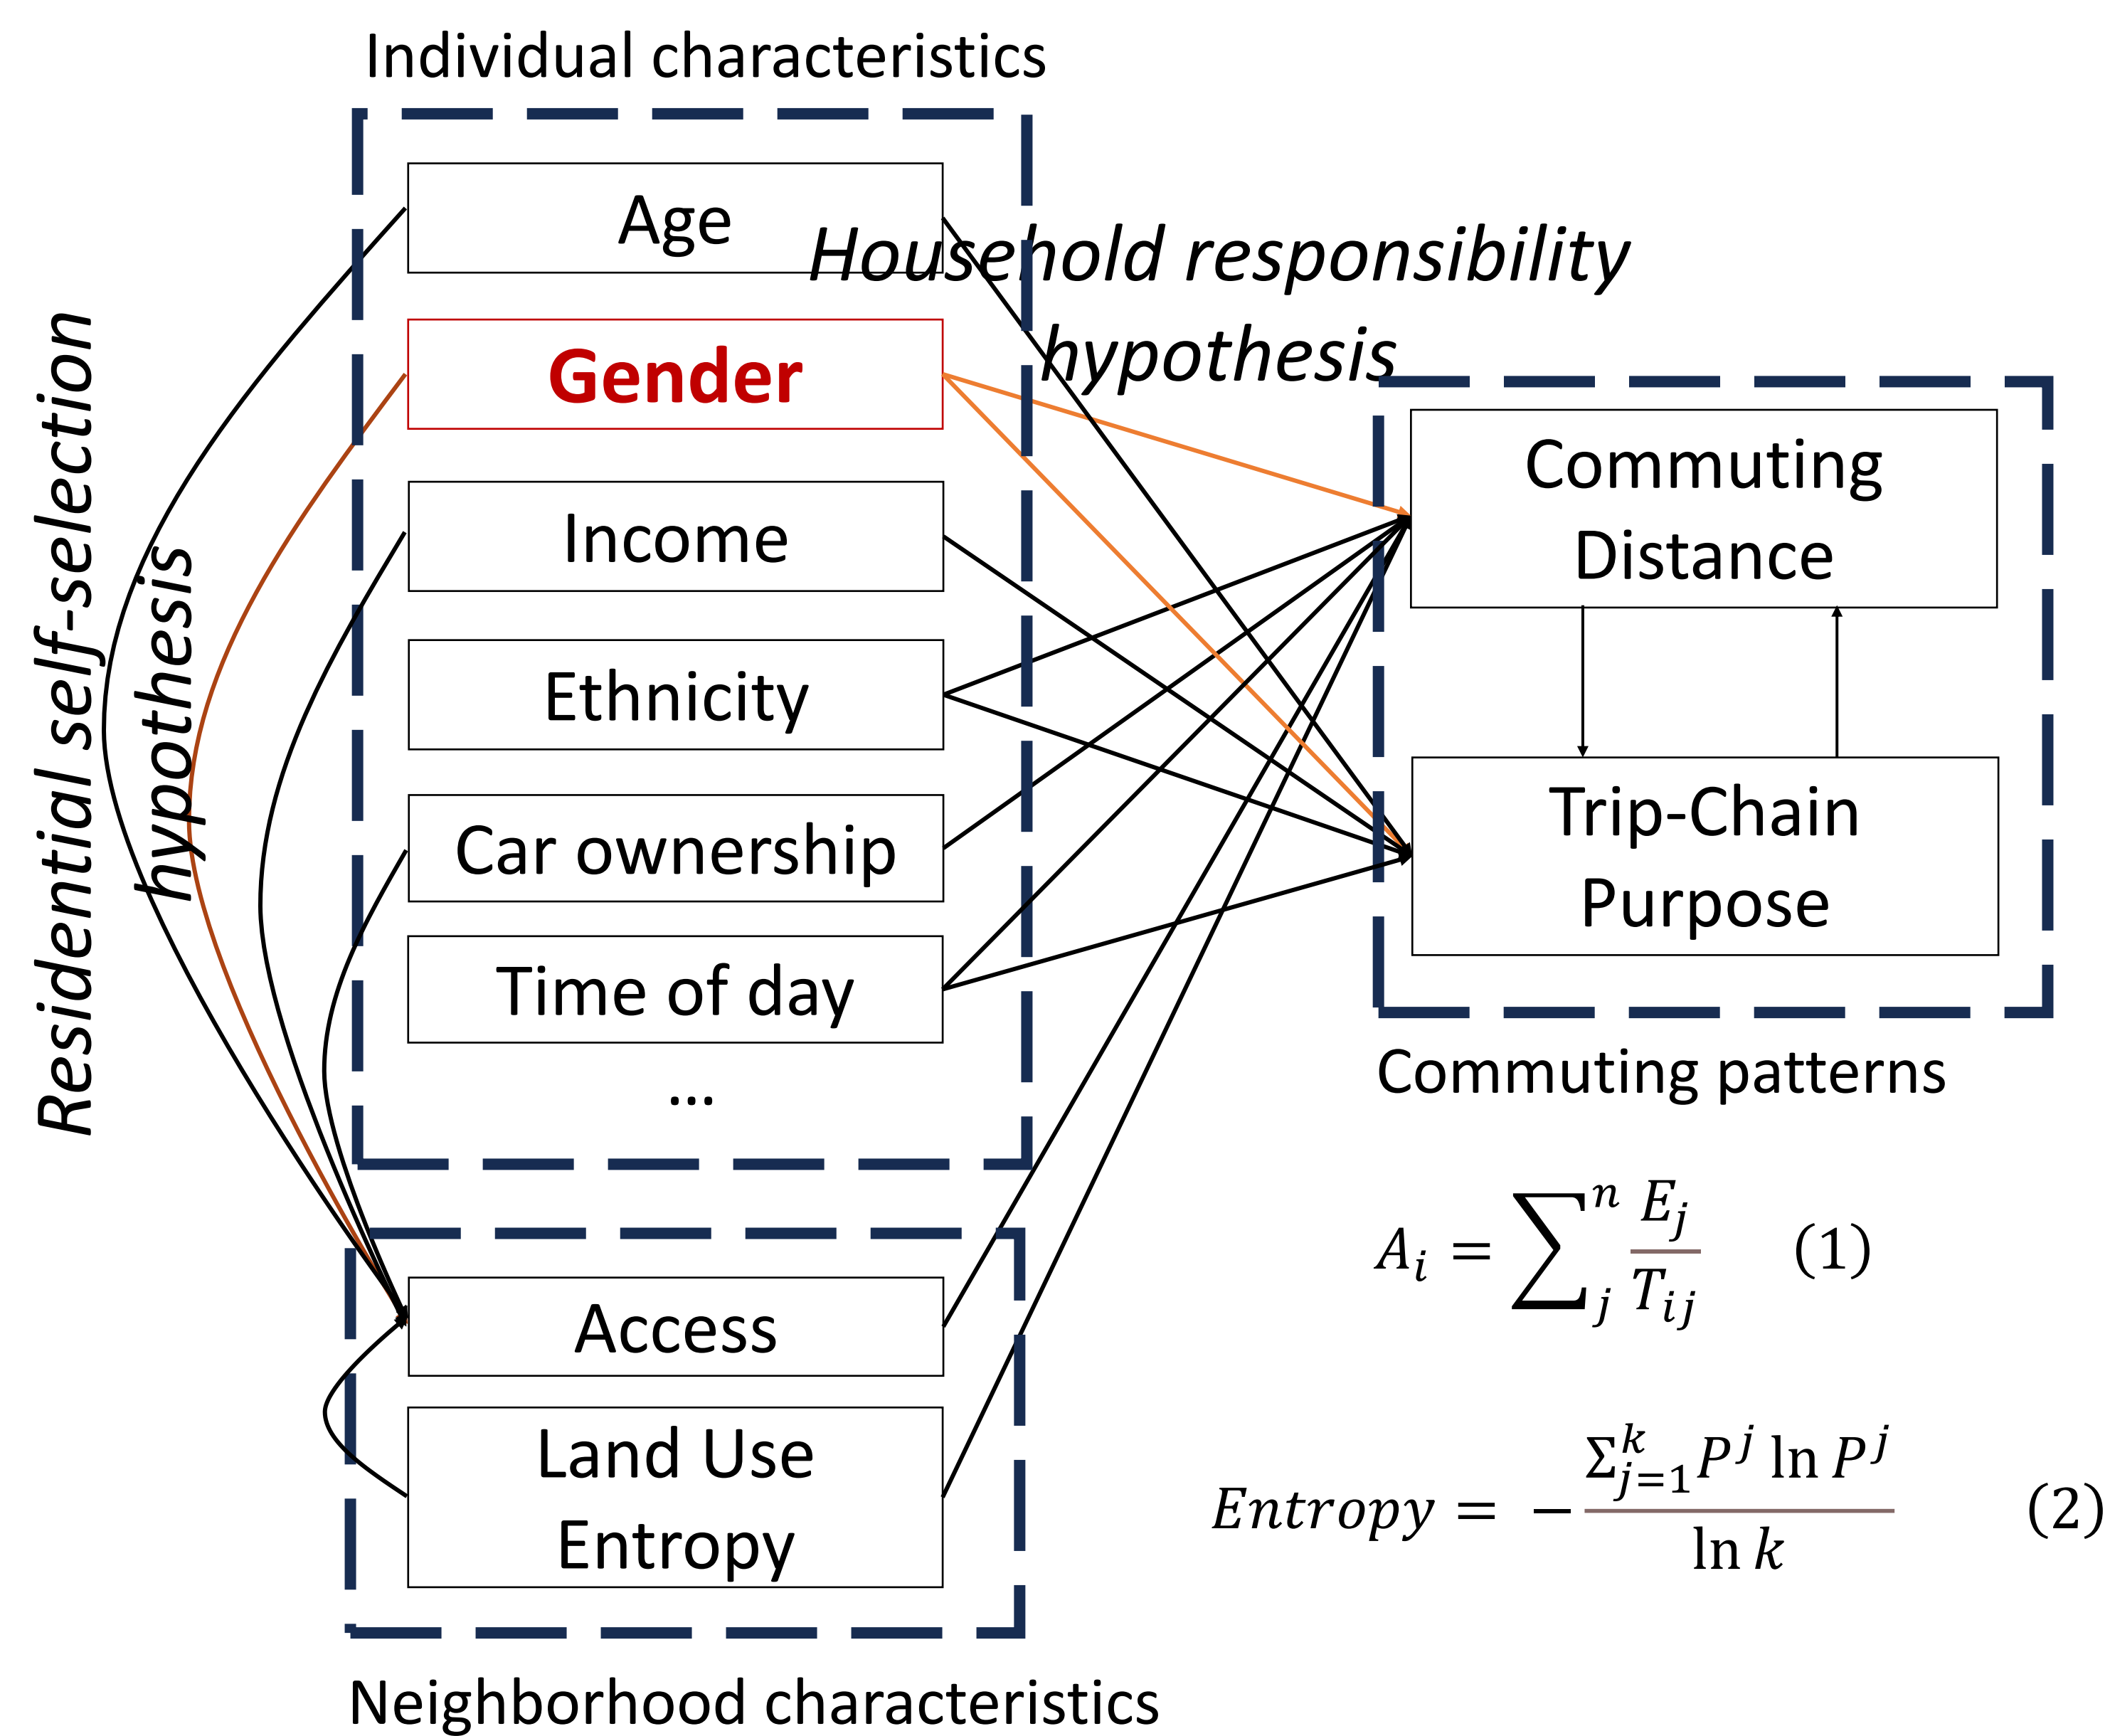 Individual characteristics
Age
Household responsibility
hypothesis
Gender
Income
Ethnicity
Car ownership
Time of day
...
Residential self-selection
hypothesis
Commuting
Distance
Trip-Chain
Purpose
Commuting patterns
Access
Land Use
Entropy
Neighborhood characteristics
A_i = ∑_j^n E_j / T_ij (1)
Entropy = − ∑_{j=1}^k P^j ln P^j / ln k (2)